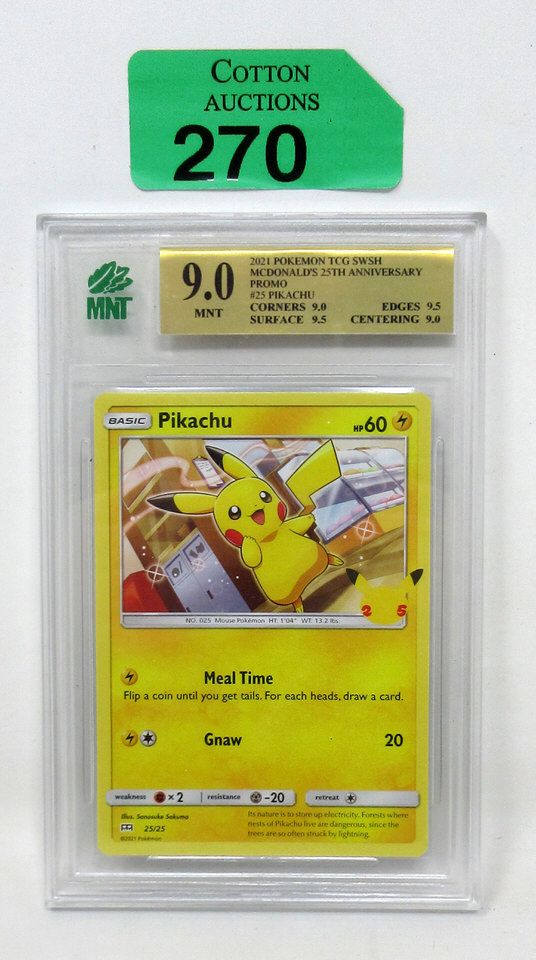 COTTON
AUCTIONS
270
MNT
9.0
MNT
2021 POKEMON TCG SWSH
MCDONALD'S 25TH ANNIVERSARY
PROMO
#25 PIKACHU
CORNERS 9.0 EDGES 9.5
SURFACE 9.5 CENTERING 9.0
BASIC Pikachu HP 60
25
NO. 025 Mouse Pokémon HT: 1'04" WT: 13.2 lbs.
Meal Time
Flip a coin until you get tails. For each heads, draw a card.
Gnaw 20
weakness ×2 resistance -20 retreat
Illus. Sanosuke Sakuma
25/25
©2021 Pokémon
Its nature is to store up electricity. Forests where
nests of Pikachu live are dangerous, since the
trees are so often struck by lightning.